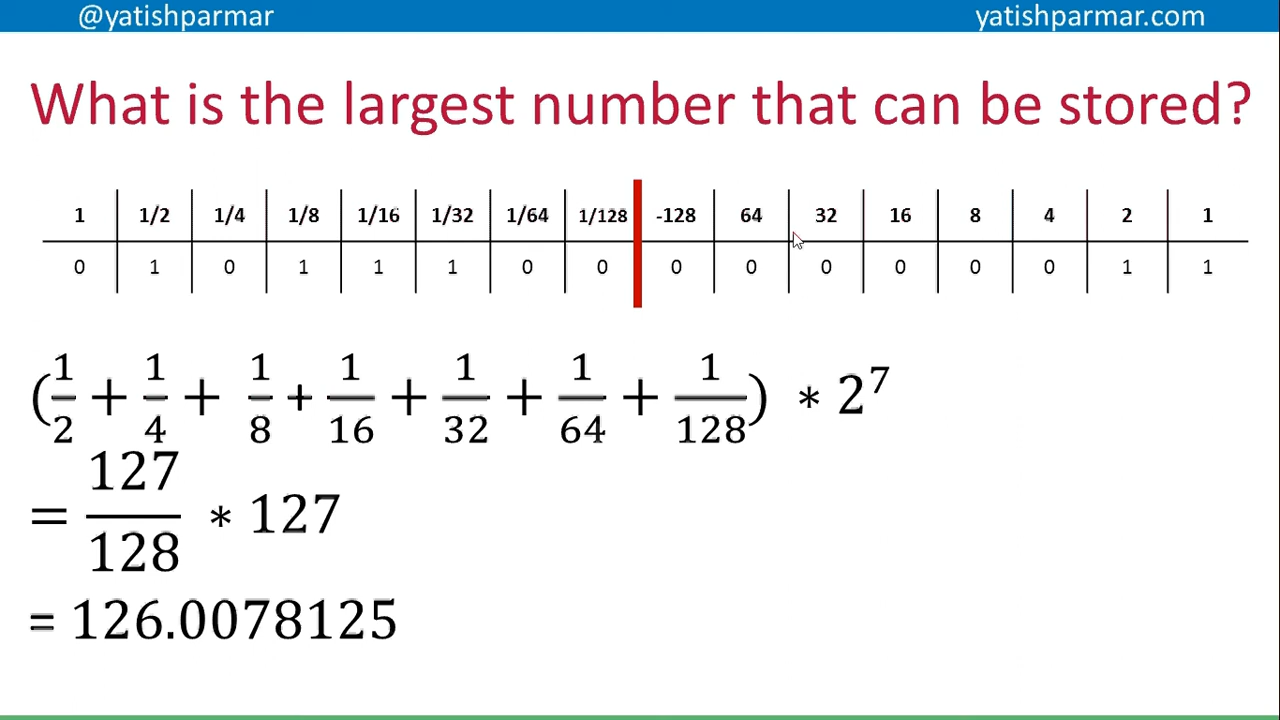 @yatishparmar yatishparmar.com
What is the largest number that can be stored?
1 1/2 1/4 1/8 1/16 1/32 1/64 1/128 -128 64 32 16 8 4 2 1
0 1 0 1 1 1 0 0 0 0 0 0 0 0 1 1
(1/2 + 1/4 + 1/8 + 1/16 + 1/32 + 1/64 + 1/128) * 2^7
= 127/128 * 127
= 126.0078125